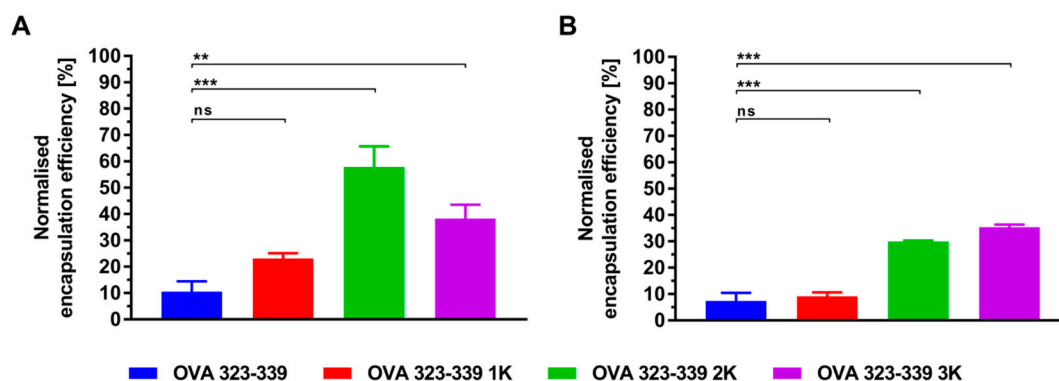 A
Normalised
encapsulation efficiency [%]
100
90
80
70
60
50
40
30
20
10
0
**
***
ns
B
Normalised
encapsulation efficiency [%]
100
90
80
70
60
50
40
30
20
10
0
***
***
ns
OVA 323-339 OVA 323-339 1K OVA 323-339 2K OVA 323-339 3K